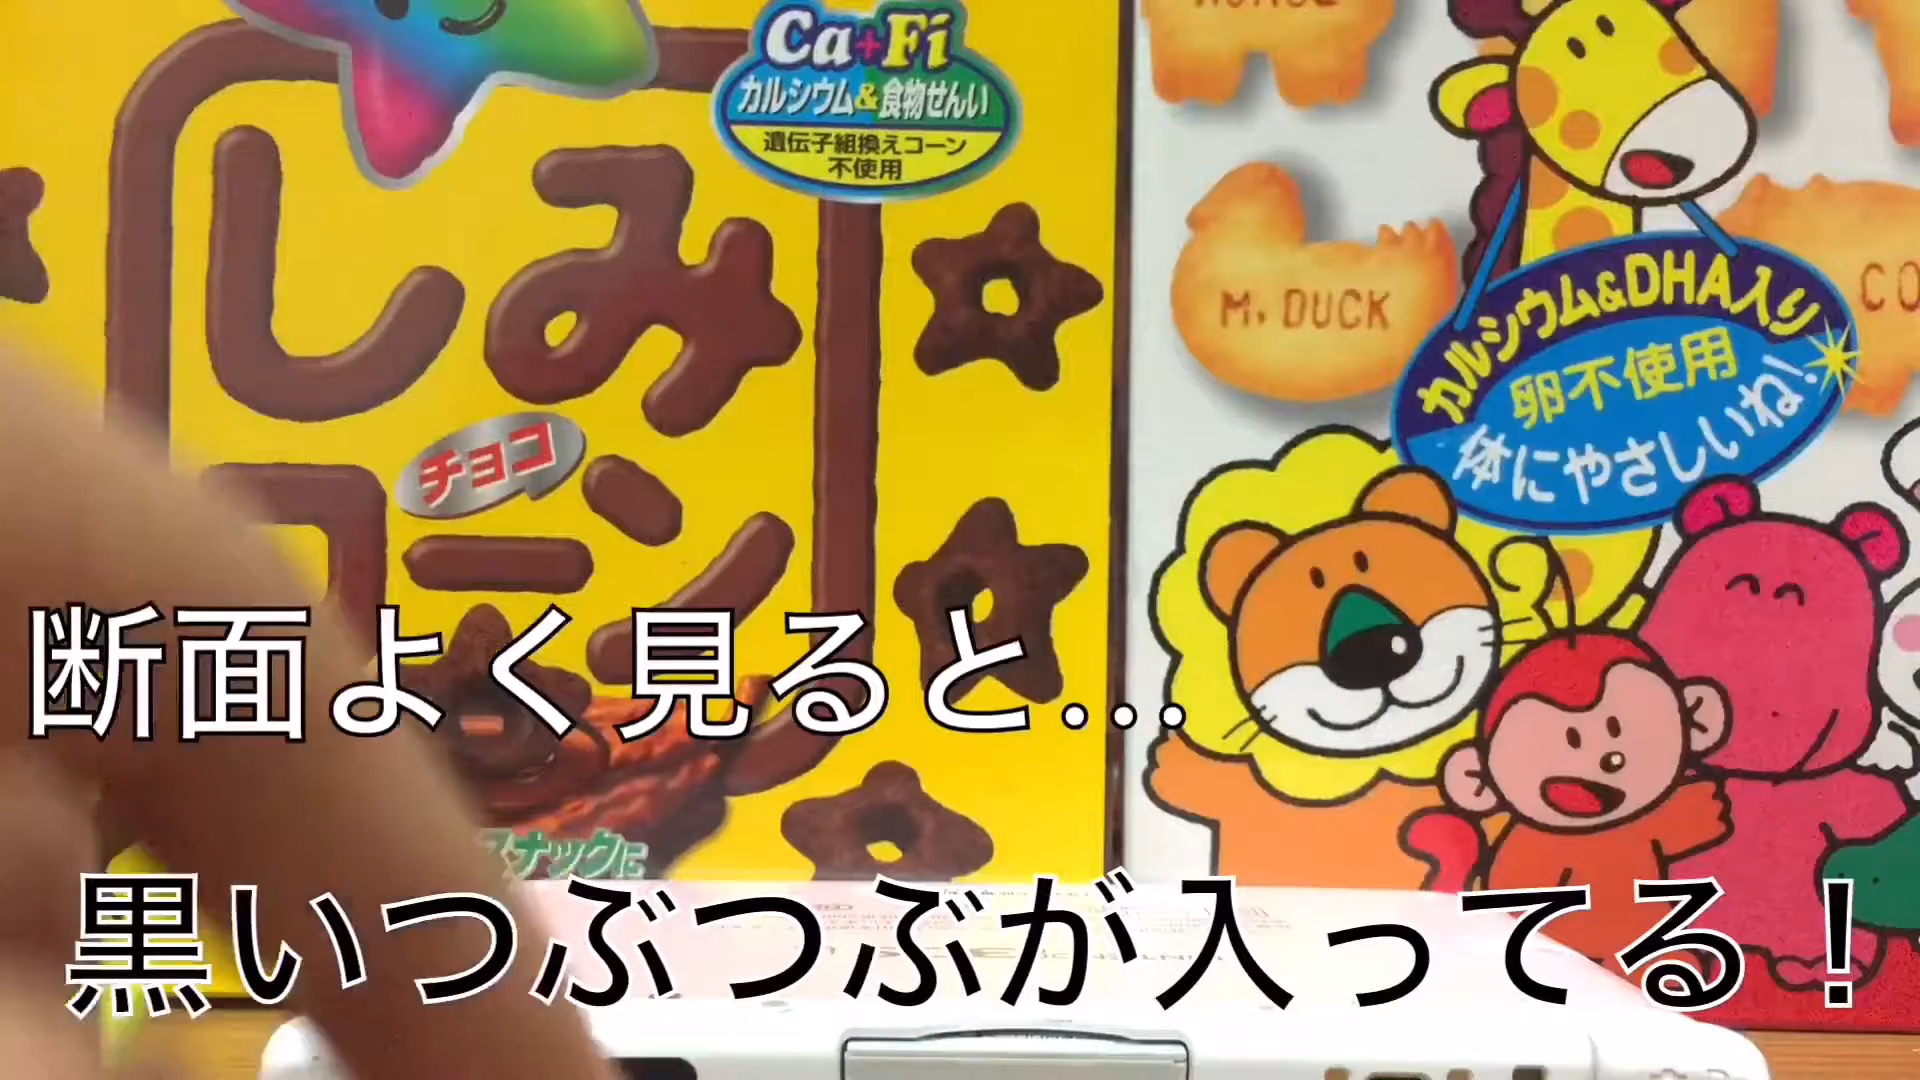 Ca+Fi
カルシウム&食物せんい
遺伝子組換えコーン
不使用
しみ
チョコ
コーン
スナックに
M. DUCK
カルシウム&DHA入り
卵不使用
体にやさしいね!
断面よく見ると...
黒いつぶつぶが入ってる!